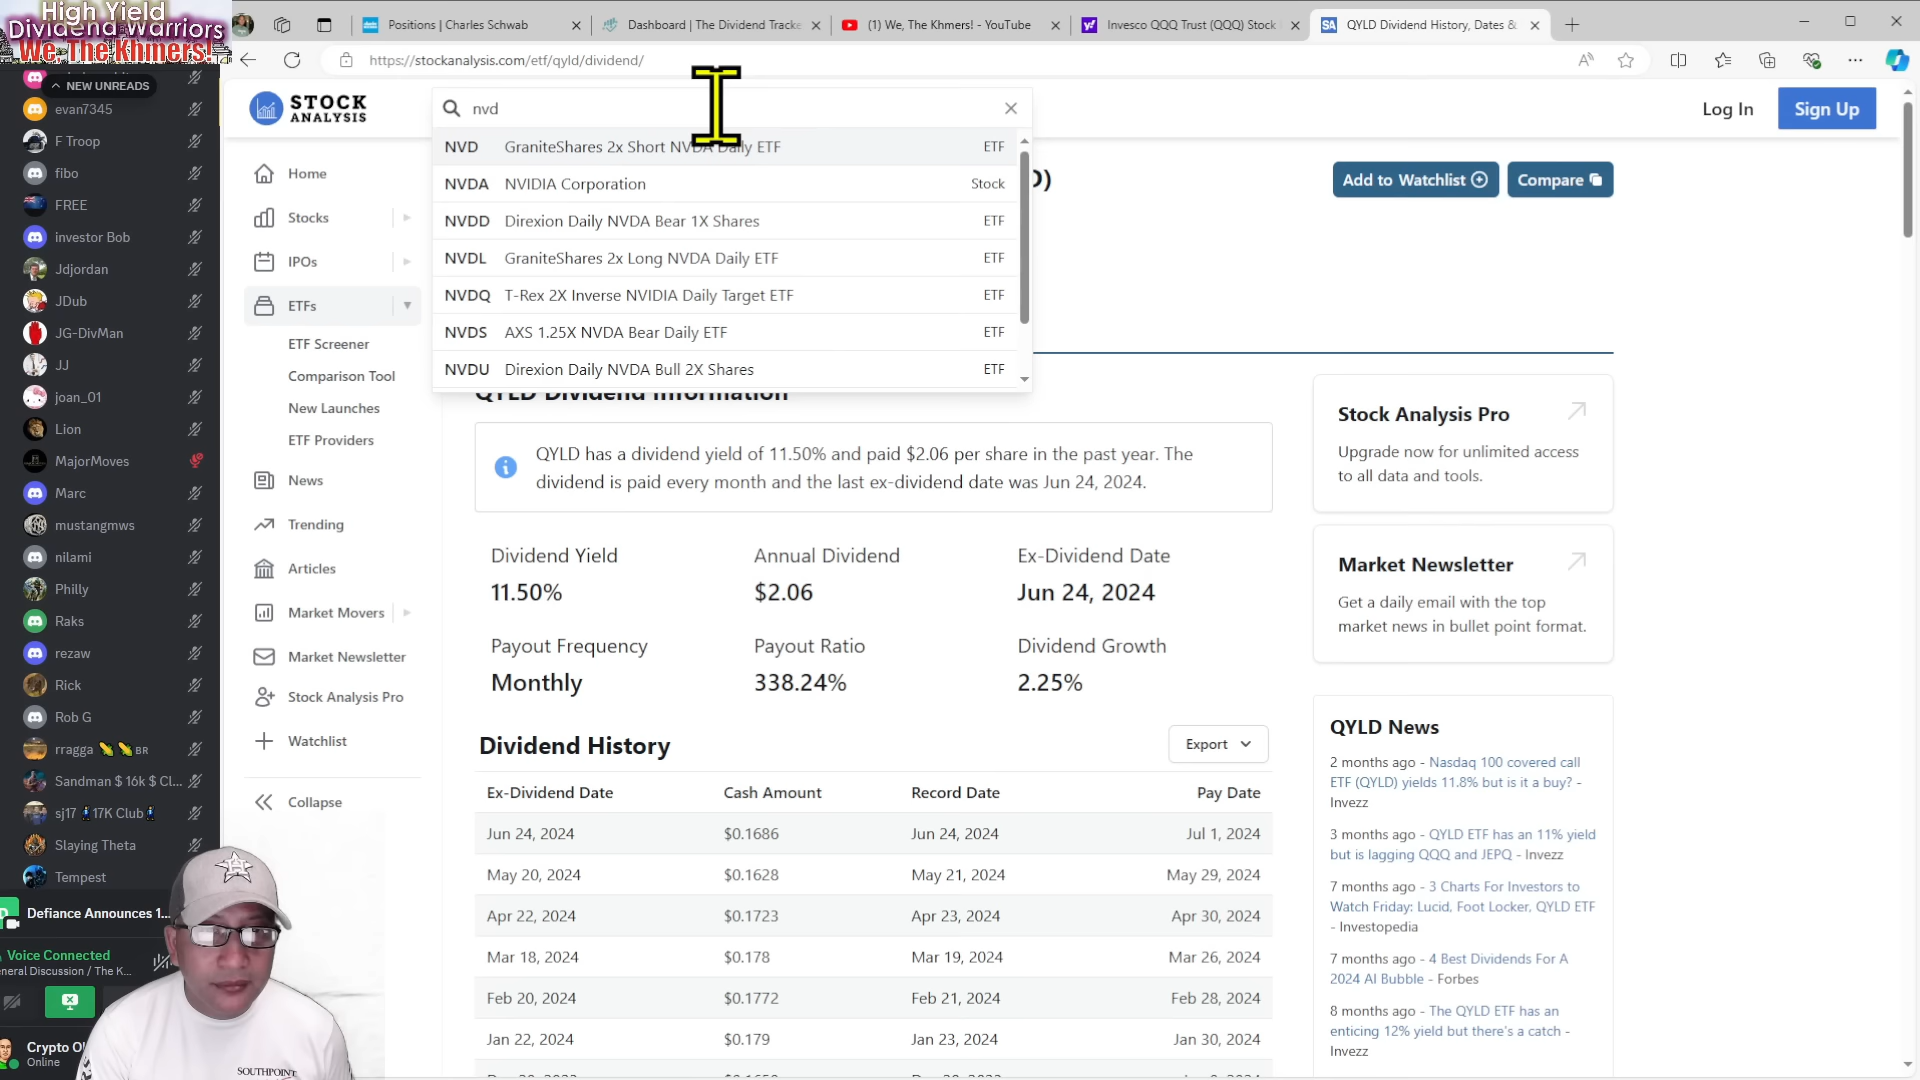 High Yield
Dividend Warriors
We, The Khmers!
Positions | Charles Schwab
Dashboard | The Dividend Tracke
(1) We, The Khmers! - YouTube
Invesco QQQ Trust (QQQ) Stock
QYLD Dividend History, Dates &
https://stockanalysis.com/etf/qyld/dividend/
NEW UNREADS
evan7345
F Troop
fibo
FREE
investor Bob
Jdjordan
JDub
JG-DivMan
JJ
joan_01
Lion
MajorMoves
Marc
mustangmws
nilami
Philly
Raks
rezaw
Rick
Rob G
rragga 🌽🌽 BR
Sandman $ 16k $ Cl...
sj17 17K Club
Slaying Theta
Tempest
Defiance Announces 1...
Voice Connected
eneral Discussion / The K...
Crypto O
Online
STOCK
ANALYSIS
nvd
Log In
Sign Up
NVD GraniteShares 2x Short NVDA Daily ETF ETF
NVDA NVIDIA Corporation Stock
NVDD Direxion Daily NVDA Bear 1X Shares ETF
NVDL GraniteShares 2x Long NVDA Daily ETF ETF
NVDQ T-Rex 2X Inverse NVIDIA Daily Target ETF ETF
NVDS AXS 1.25X NVDA Bear Daily ETF ETF
NVDU Direxion Daily NVDA Bull 2X Shares ETF
D)
Add to Watchlist
Compare
Home
Stocks
IPOs
ETFs
ETF Screener
Comparison Tool
New Launches
ETF Providers
News
Trending
Articles
Market Movers
Market Newsletter
Stock Analysis Pro
Watchlist
Collapse
QYLD Dividend Information
QYLD has a dividend yield of 11.50% and paid $2.06 per share in the past year. The
dividend is paid every month and the last ex-dividend date was Jun 24, 2024.
Dividend Yield Annual Dividend Ex-Dividend Date
11.50% $2.06 Jun 24, 2024
Payout Frequency Payout Ratio Dividend Growth
Monthly 338.24% 2.25%
Dividend History
Export
Ex-Dividend Date Cash Amount Record Date Pay Date
Jun 24, 2024 $0.1686 Jun 24, 2024 Jul 1, 2024
May 20, 2024 $0.1628 May 21, 2024 May 29, 2024
Apr 22, 2024 $0.1723 Apr 23, 2024 Apr 30, 2024
Mar 18, 2024 $0.178 Mar 19, 2024 Mar 26, 2024
Feb 20, 2024 $0.1772 Feb 21, 2024 Feb 28, 2024
Jan 22, 2024 $0.179 Jan 23, 2024 Jan 30, 2024
Stock Analysis Pro
Upgrade now for unlimited access
to all data and tools.
Market Newsletter
Get a daily email with the top
market news in bullet point format.
QYLD News
2 months ago - Nasdaq 100 covered call
ETF (QYLD) yields 11.8% but is it a buy? -
Invezz
3 months ago - QYLD ETF has an 11% yield
but is lagging QQQ and JEPQ - Invezz
7 months ago - 3 Charts For Investors to
Watch Friday: Lucid, Foot Locker, QYLD ETF
- Investopedia
7 months ago - 4 Best Dividends For A
2024 AI Bubble - Forbes
8 months ago - The QYLD ETF has an
enticing 12% yield but there's a catch -
Invezz
SOUTHPOINT